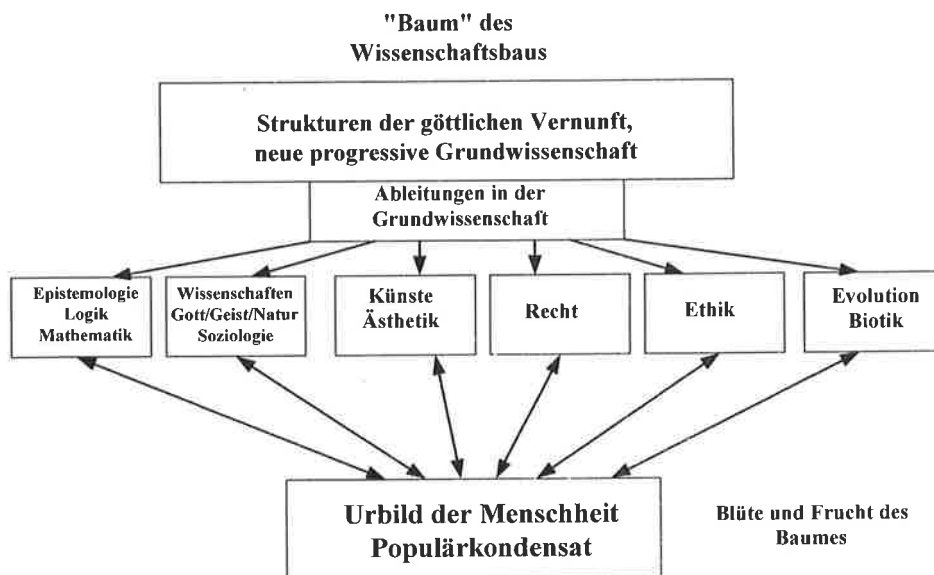 "Baum" des
Wissenschaftsbaus
Strukturen der göttlichen Vernunft,
neue progressive Grundwissenschaft
Ableitungen in der
Grundwissenschaft
Epistemologie
Logik
Mathematik
Wissenschaften
Gott/Geist/Natur
Soziologie
Künste
Ästhetik
Recht
Ethik
Evolution
Biotik
Urbild der Menschheit
Populärkondensat
Blüte und Frucht des
Baumes